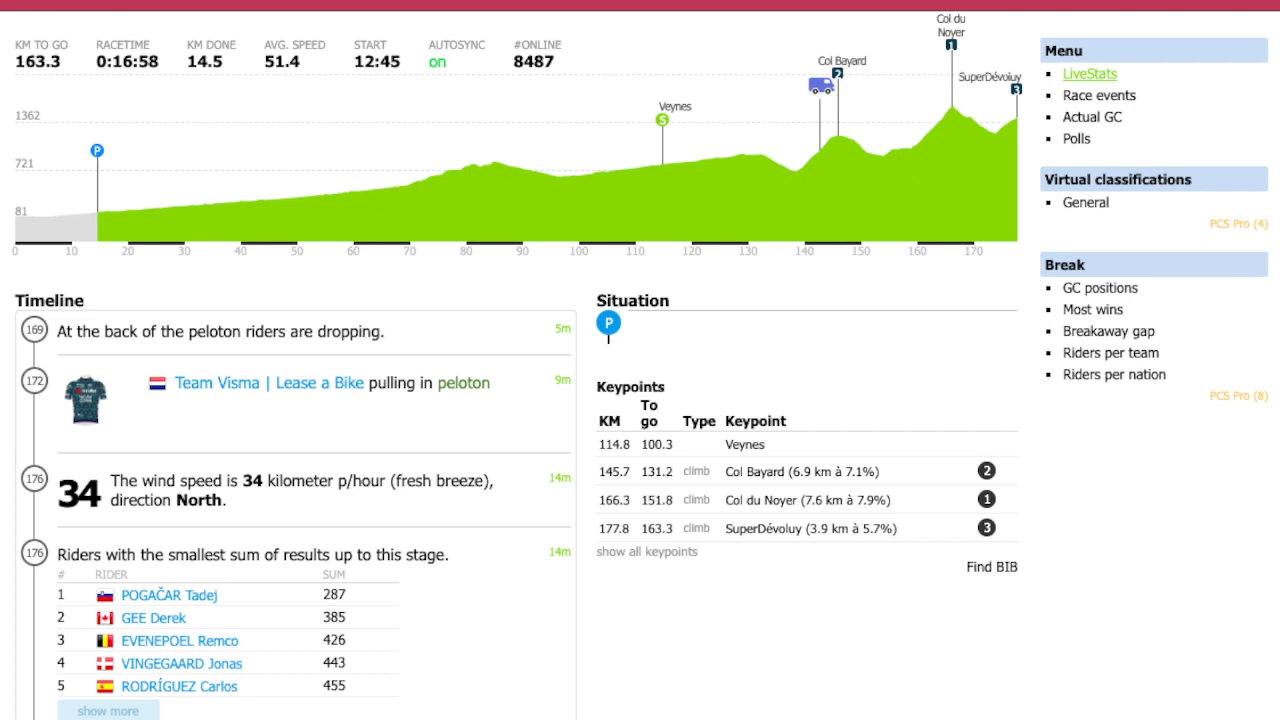 KM TO GO RACETIME KM DONE AVG. SPEED START AUTOSYNC #ONLINE
163.3 0:16:58 14.5 51.4 12:45 on 8487
Col du
Noyer
1
Col Bayard
2
SuperDévoluy
3
Veynes
S
P
1362
721
81
0 10 20 30 40 50 60 70 80 90 100 110 120 130 140 150 160 170
Menu
LiveStats
Race events
Actual GC
Polls
Virtual classifications
General
PCS Pro (4)
Break
GC positions
Most wins
Breakaway gap
Riders per team
Riders per nation
PCS Pro (8)
Timeline
169 At the back of the peloton riders are dropping. 5m
172 Team Visma | Lease a Bike pulling in peloton 9m
176 34 The wind speed is 34 kilometer p/hour (fresh breeze), 14m
direction North.
176 Riders with the smallest sum of results up to this stage. 14m
# RIDER SUM
1 POGAČAR Tadej 287
2 GEE Derek 385
3 EVENEPOEL Remco 426
4 VINGEGAARD Jonas 443
5 RODRÍGUEZ Carlos 455
show more
Situation
P
Keypoints
KM To go Type Keypoint
114.8 100.3 Veynes
145.7 131.2 climb Col Bayard (6.9 km à 7.1%) 2
166.3 151.8 climb Col du Noyer (7.6 km à 7.9%) 1
177.8 163.3 climb SuperDévoluy (3.9 km à 5.7%) 3
show all keypoints
Find BIB